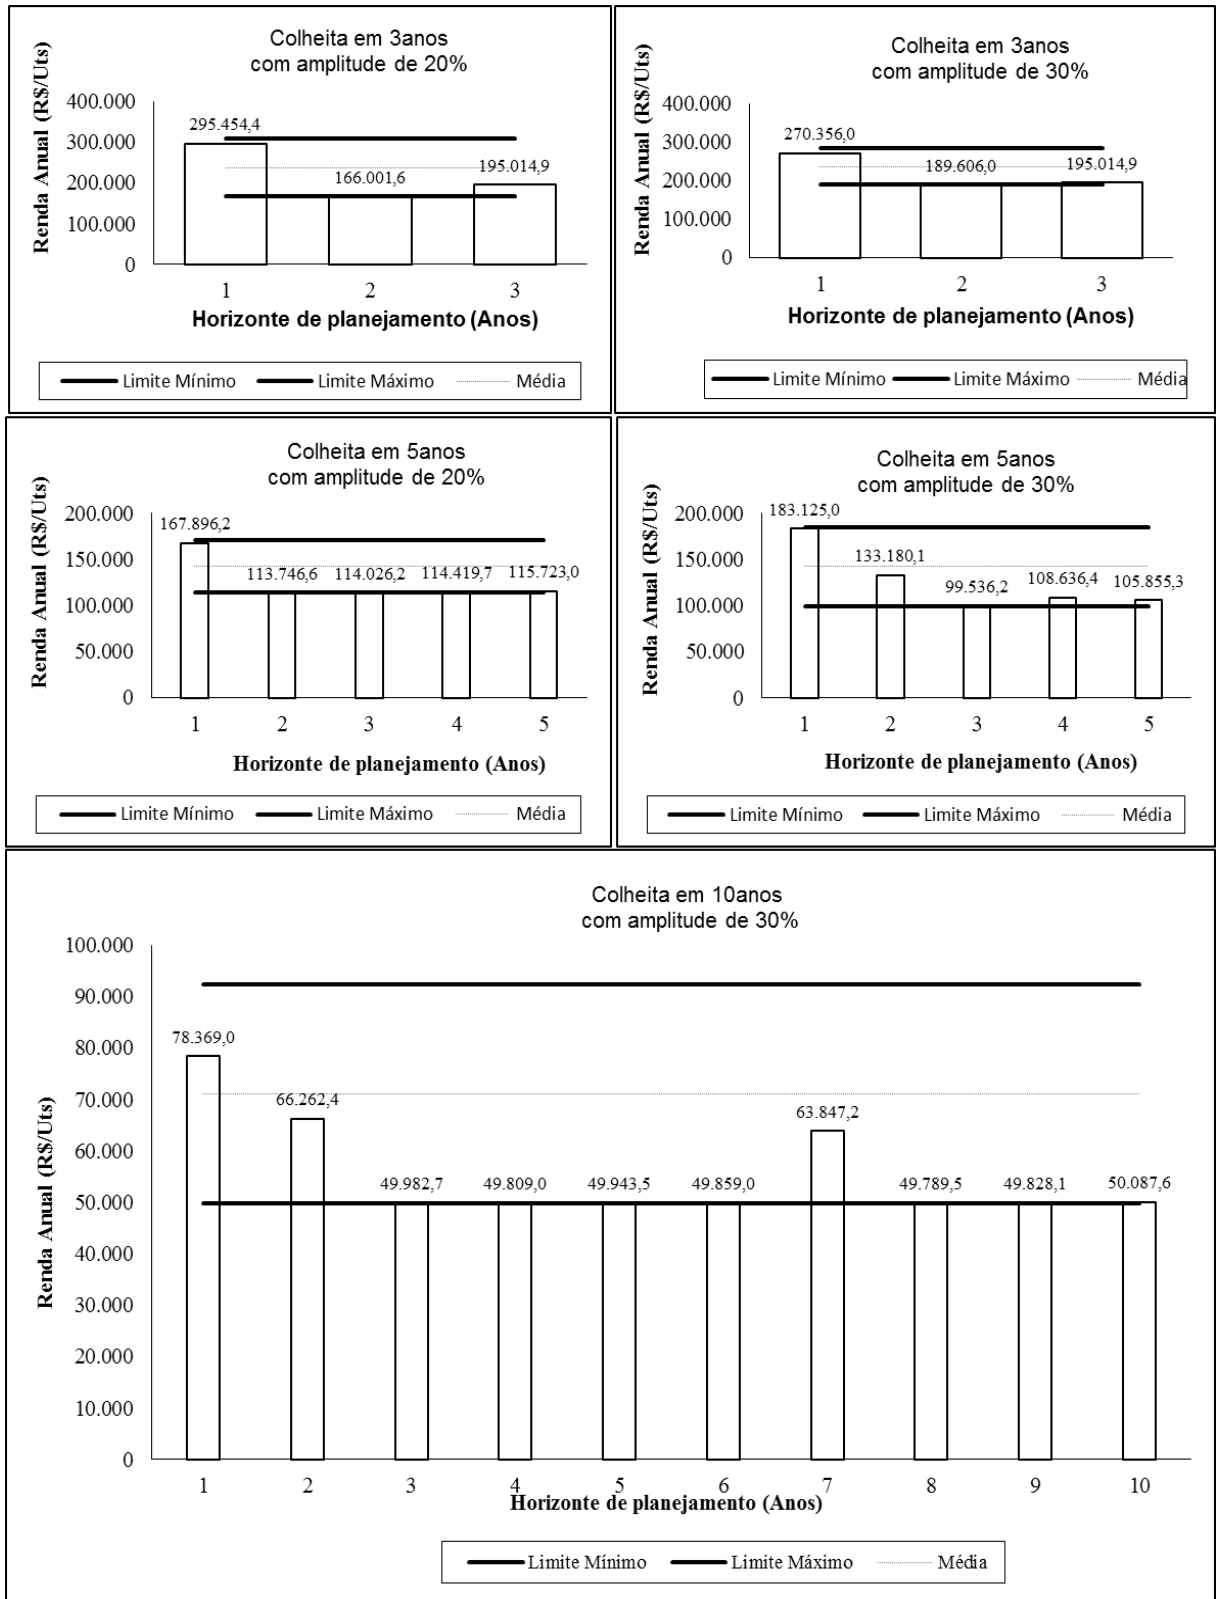 Colheita em 3anos
com amplitude de 20%
Renda Anual (R$/Uts)
400.000
300.000
200.000
100.000
0
295.454,4
166.001,6
195.014,9
1 2 3
Horizonte de planejamento (Anos)
Limite Mínimo Limite Máximo Média
Colheita em 3anos
com amplitude de 30%
Renda Anual (R$/Uts)
400.000
300.000
200.000
100.000
0
270.356,0
189.606,0
195.014,9
1 2 3
Horizonte de planejamento (Anos)
Limite Mínimo Limite Máximo Média
Colheita em 5anos
com amplitude de 20%
Renda Anual (R$/Uts)
200.000
150.000
100.000
50.000
0
167.896,2
113.746,6 114.026,2 114.419,7 115.723,0
1 2 3 4 5
Horizonte de planejamento (Anos)
Limite Mínimo Limite Máximo Média
Colheita em 5anos
com amplitude de 30%
Renda Anual (R$/Uts)
200.000
150.000
100.000
50.000
0
183.125,0
133.180,1
99.536,2
108.636,4
105.855,3
1 2 3 4 5
Horizonte de planejamento (Anos)
Limite Mínimo Limite Máximo Média
Colheita em 10anos
com amplitude de 30%
Renda Anual (R$/Uts)
100.000
90.000
80.000
70.000
60.000
50.000
40.000
30.000
20.000
10.000
0
78.369,0
66.262,4
49.982,7 49.809,0 49.943,5 49.859,0
63.847,2
49.789,5 49.828,1 50.087,6
1 2 3 4 5 6 7 8 9 10
Horizonte de planejamento (Anos)
Limite Mínimo Limite Máximo Média